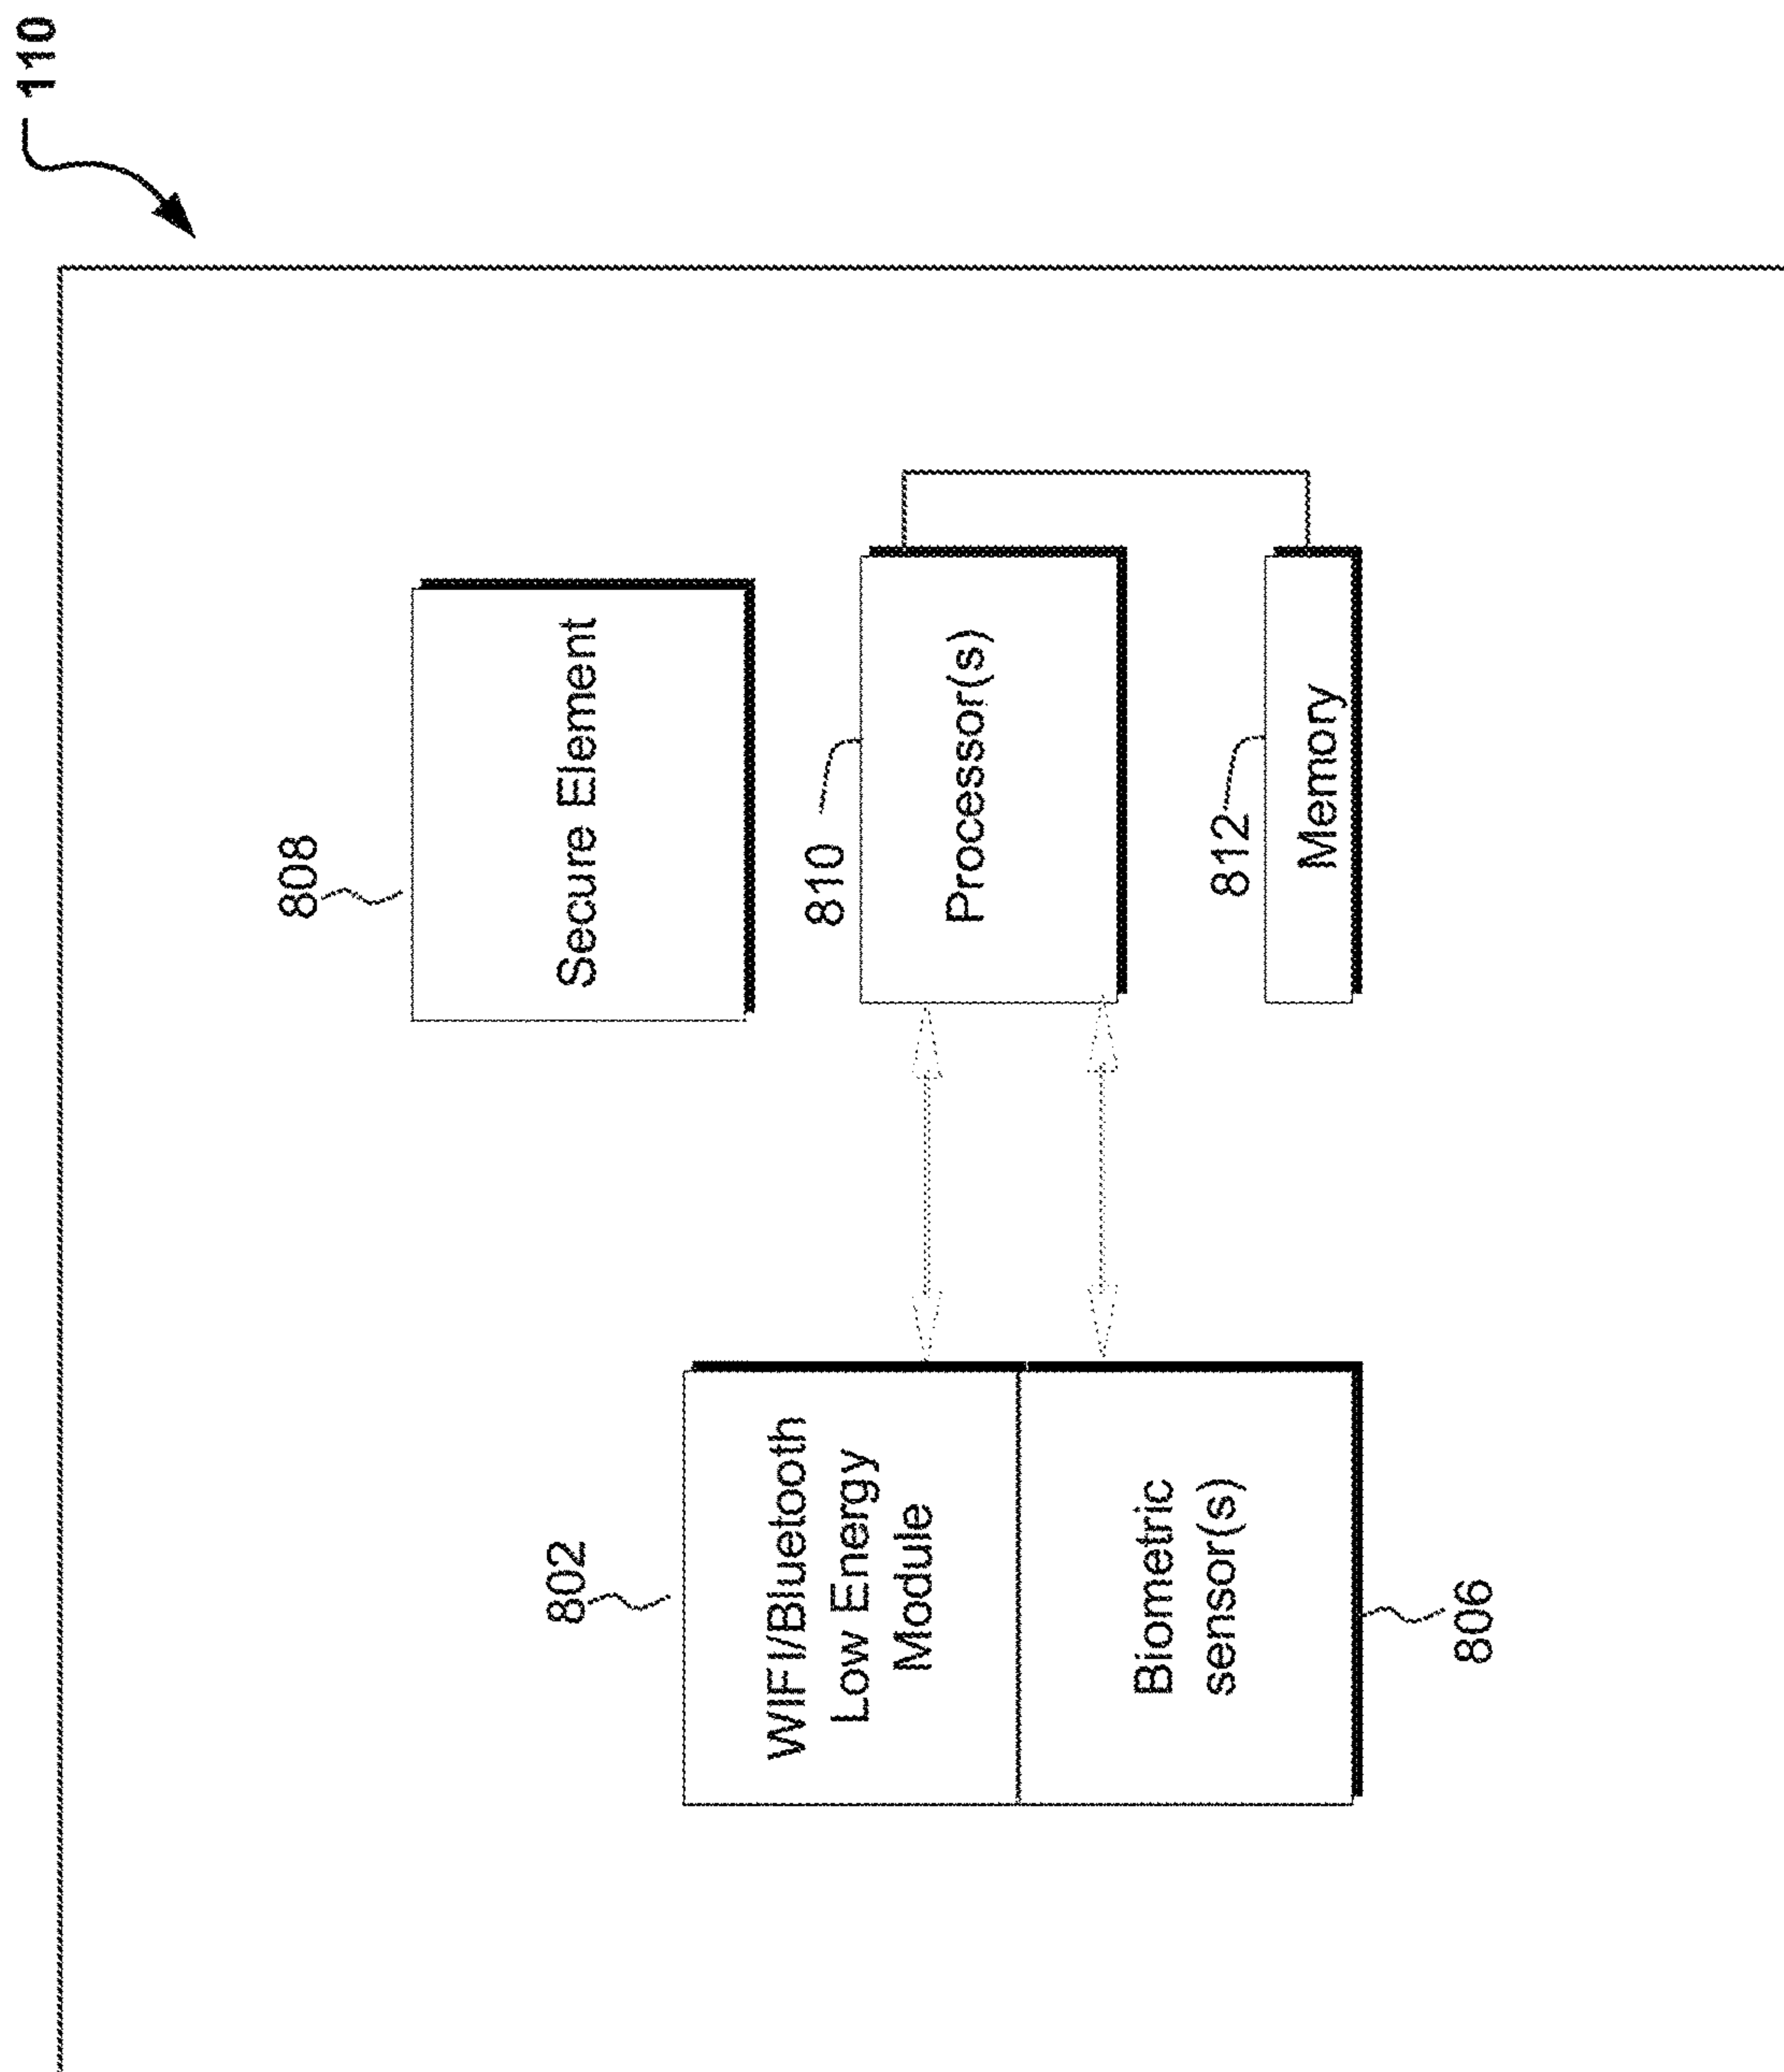 110
808
Secure Element
802
WIFI/Bluetooth
Low Energy
Module
810
Processor(s)
Biometric
sensor(s)
812
Memory
806